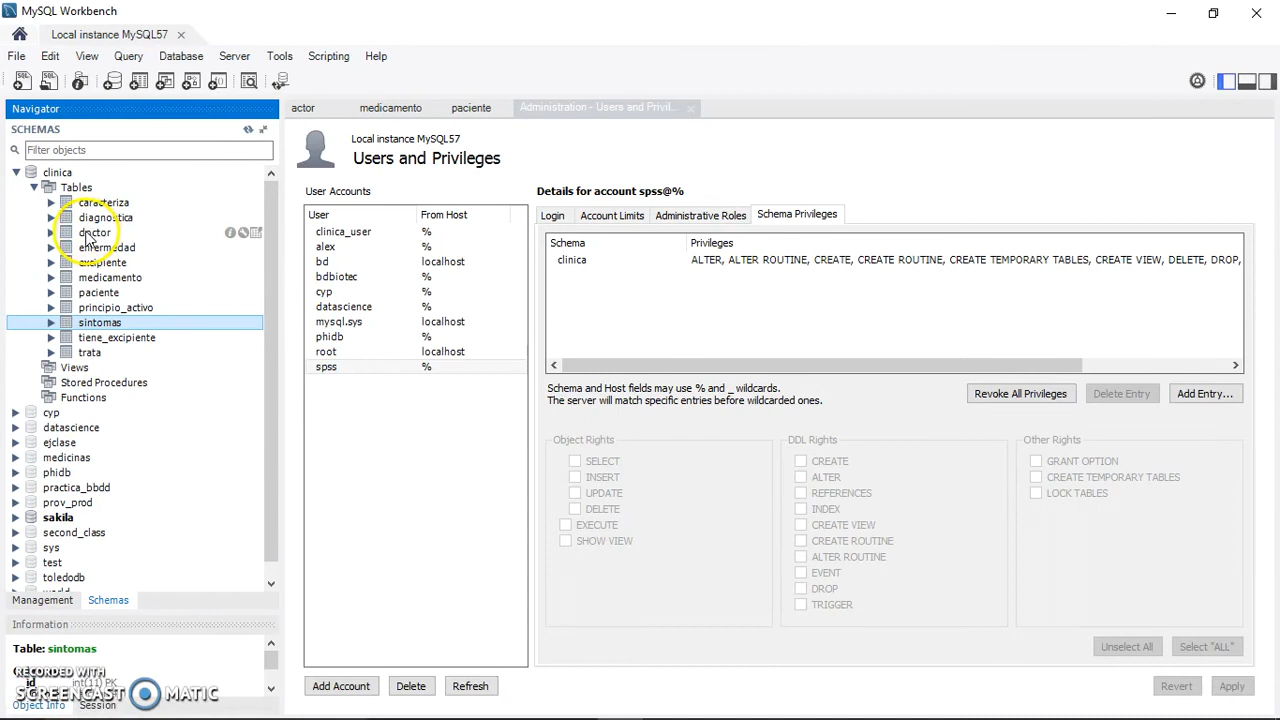 MySQL Workbench
Local instance MySQL57
File Edit View Query Database Server Tools Scripting Help
Navigator
SCHEMAS
Filter objects
clinica
Tables
caracteriza
diagnostica
doctor
enfermedad
excipiente
medicamento
paciente
principio_activo
sintomas
tiene_excipiente
trata
Views
Stored Procedures
Functions
cyp
datascience
ejclase
medicinas
phidb
practica_bbdd
prov_prod
sakila
second_class
sys
test
toledodb
world
Management Schemas
Information
Table: sintomas
id int(11) PK
Object Info Session
RECORDED WITH
SCREENCAST MATIC
actor medicamento paciente Administration - Users and Privil...
Local instance MySQL57
Users and Privileges
User Accounts
User From Host
clinica_user %
alex %
bd localhost
bdbiotec %
cyp %
datascience %
mysql.sys localhost
phidb %
root localhost
spss %
Add Account Delete Refresh
Details for account spss@%
Login Account Limits Administrative Roles Schema Privileges
Schema Privileges
clinica ALTER, ALTER ROUTINE, CREATE, CREATE ROUTINE, CREATE TEMPORARY TABLES, CREATE VIEW, DELETE, DROP,
Schema and Host fields may use % and _ wildcards.
The server will match specific entries before wildcarded ones.
Revoke All Privileges Delete Entry Add Entry...
Object Rights
SELECT
INSERT
UPDATE
DELETE
EXECUTE
SHOW VIEW
DDL Rights
CREATE
ALTER
REFERENCES
INDEX
CREATE VIEW
CREATE ROUTINE
ALTER ROUTINE
EVENT
DROP
TRIGGER
Other Rights
GRANT OPTION
CREATE TEMPORARY TABLES
LOCK TABLES
Unselect All Select "ALL"
Revert Apply